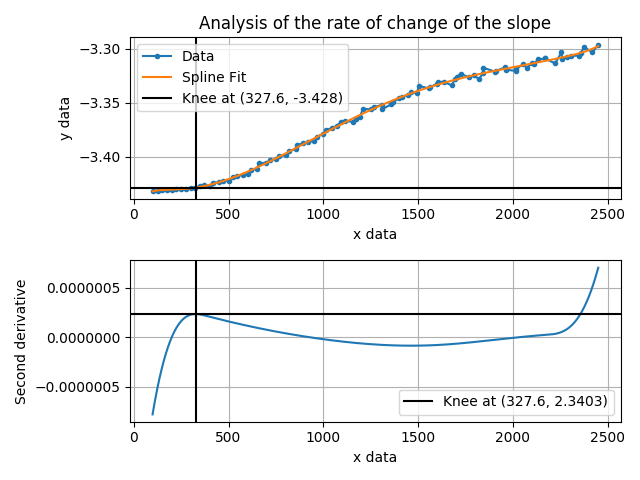 Analysis of the rate of change of the slope
Data
Spline Fit
Knee at (327.6, -3.428)
y data
−3.30
−3.35
−3.40
0 500 1000 1500 2000 2500
x data
Second derivative
0.0000005
0.0000000
−0.0000005
Knee at (327.6, 2.3403)
0 500 1000 1500 2000 2500
x data